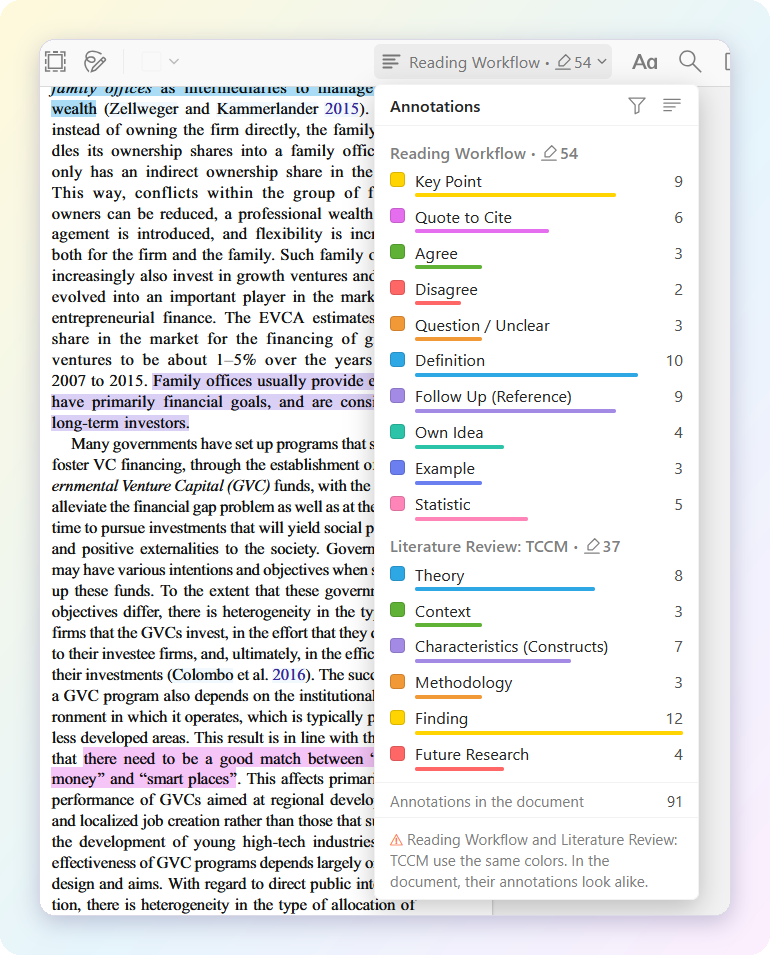 Reading Workflow • 54
Aa
family offices as intermediaries to manage
wealth (Zellweger and Kammerlander 2015).
instead of owning the firm directly, the family
dles its ownership shares into a family offic
only has an indirect ownership share in the
This way, conflicts within the group of f
owners can be reduced, a professional wealth
agement is introduced, and flexibility is incr
both for the firm and the family. Such family o
increasingly also invest in growth ventures and
evolved into an important player in the mark
entrepreneurial finance. The EVCA estimates
share in the market for the financing of g
ventures to be about 1–5% over the years
2007 to 2015. Family offices usually provide e
have primarily financial goals, and are consi
long-term investors.
Many governments have set up programs that s
foster VC financing, through the establishment o
ernmental Venture Capital (GVC) funds, with the
alleviate the financial gap problem as well as at the
time to pursue investments that will yield social p
and positive externalities to the society. Govern
may have various intentions and objectives when s
up these funds. To the extent that these governm
objectives differ, there is heterogeneity in the typ
firms that the GVCs invest, in the effort that they d
to their investee firms, and, ultimately, in the effic
their investments (Colombo et al. 2016). The succ
a GVC program also depends on the institutional
ronment in which it operates, which is typically p
less developed areas. This result is in line with th
that there need to be a good match between “
money” and “smart places”. This affects primari
performance of GVCs aimed at regional develop
and localized job creation rather than those that su
the development of young high-tech industries
effectiveness of GVC programs depends largely o
design and aims. With regard to direct public inte
tion, there is heterogeneity in the type of allocation of
Annotations
Reading Workflow • 54
Key Point 9
Quote to Cite 6
Agree 3
Disagree 2
Question / Unclear 3
Definition 10
Follow Up (Reference) 9
Own Idea 4
Example 3
Statistic 5
Literature Review: TCCM • 37
Theory 8
Context 3
Characteristics (Constructs) 7
Methodology 3
Finding 12
Future Research 4
Annotations in the document 91
Reading Workflow and Literature Review:
TCCM use the same colors. In the
document, their annotations look alike.